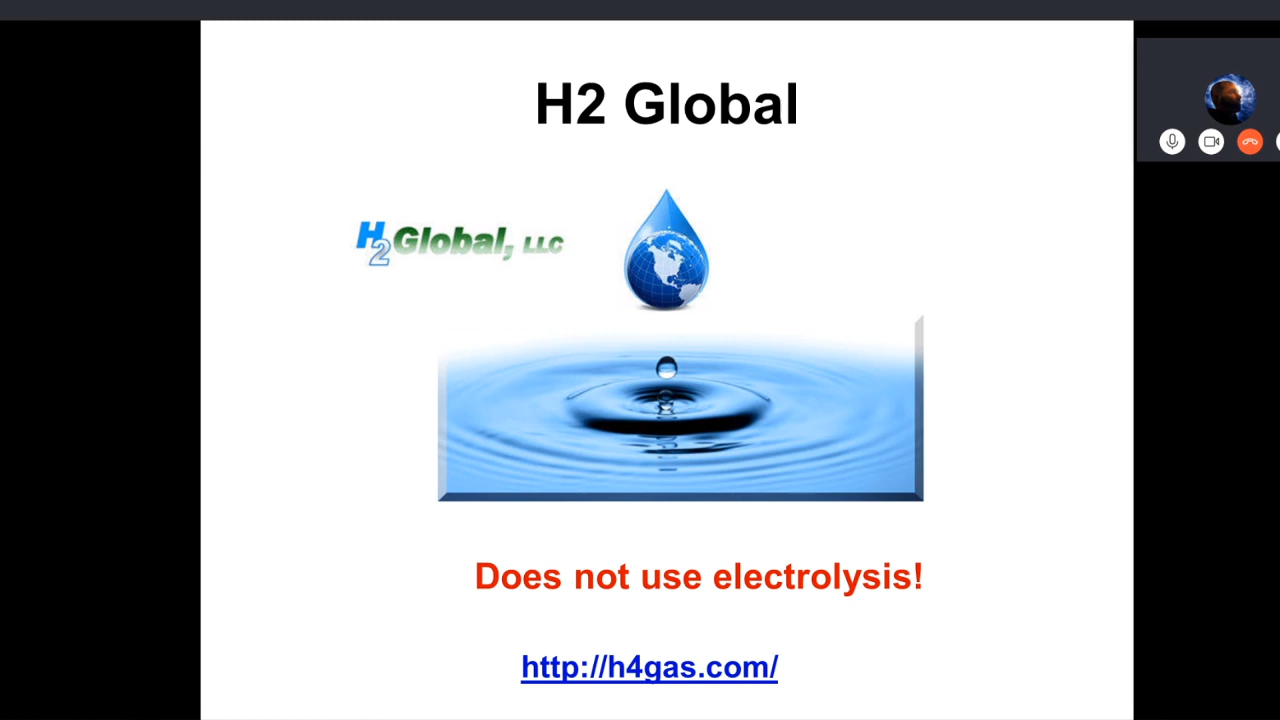 H2 Global
H2Global, LLC
Does not use electrolysis!
http://h4gas.com/